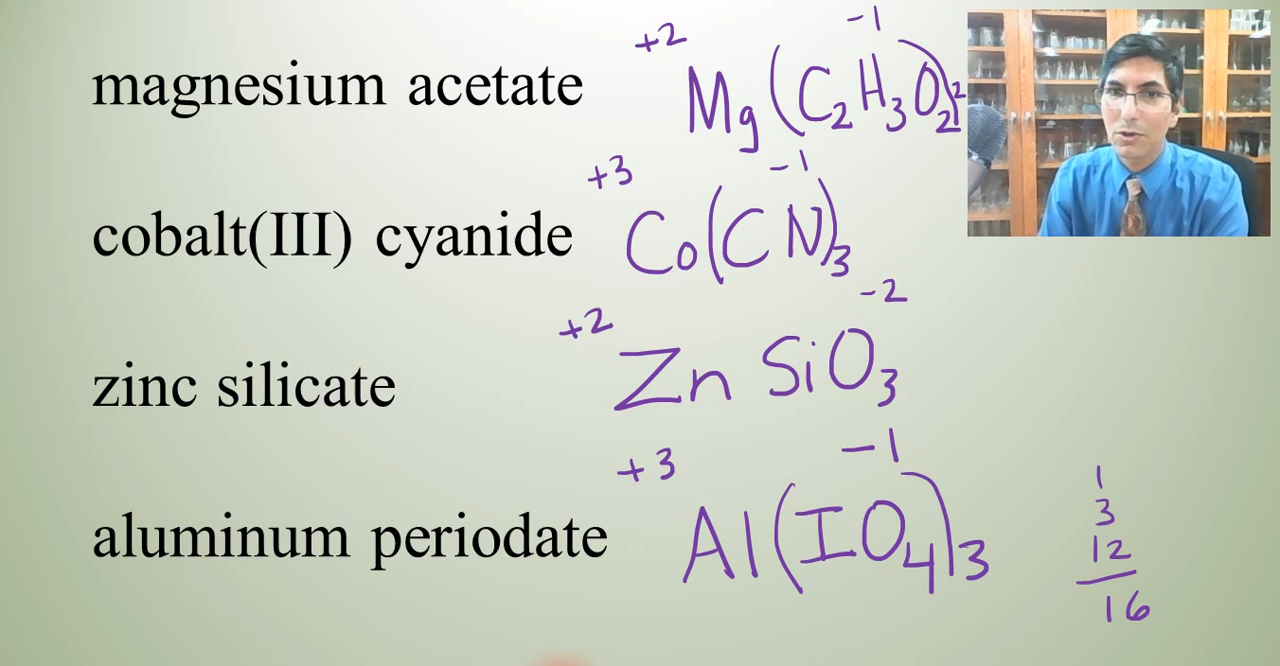 magnesium acetate +2 Mg(C₂H₃O₂)₂ -1
cobalt(III) cyanide +3 Co(CN)₃ -1
zinc silicate +2 ZnSiO₃ -2
aluminum periodate +3 Al(IO₄)₃ -1
1
3
12
16